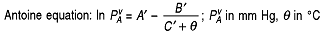 Antoine equation: ln P_A^v = A′ − B′/(C′ + θ); P_A^v in mm Hg, θ in °C